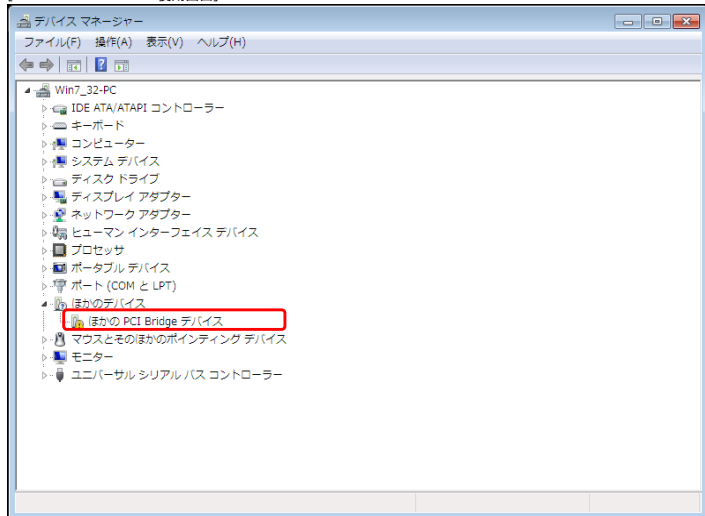 デバイス マネージャー
ファイル(F) 操作(A) 表示(V) ヘルプ(H)
Win7_32-PC
IDE ATA/ATAPI コントローラー
キーボード
コンピューター
システム デバイス
ディスク ドライブ
ディスプレイ アダプター
ネットワーク アダプター
ヒューマン インターフェイス デバイス
プロセッサ
ポータブル デバイス
ポート (COM と LPT)
ほかのデバイス
ほかの PCI Bridge デバイス
マウスとそのほかのポインティング デバイス
モニター
ユニバーサル シリアル バス コントローラー